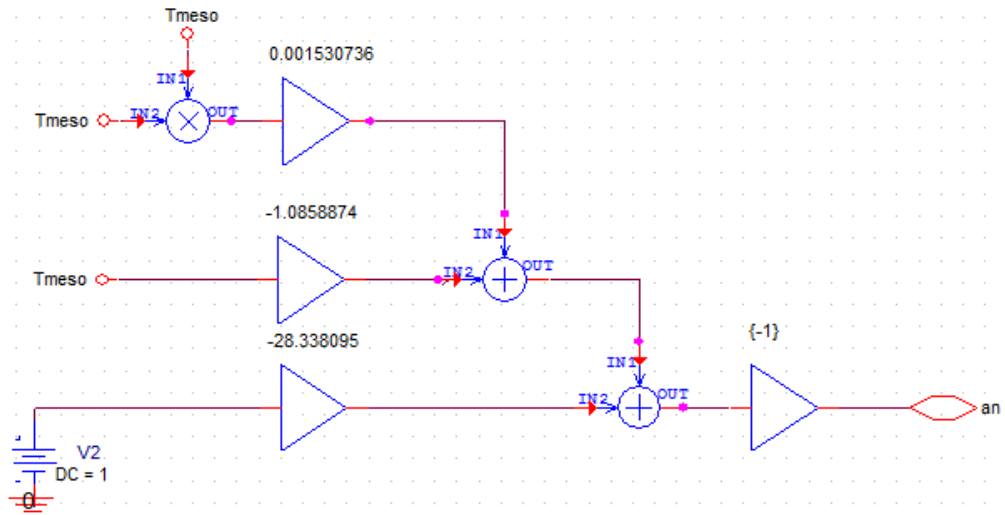 Tmeso
0.001530736
IN1
Tmeso
IN2
OUT
-1.0858874
IN1
Tmeso
IN2
OUT
-28.338095
{-1}
IN1
IN2
OUT
an
V2
DC = 1
0